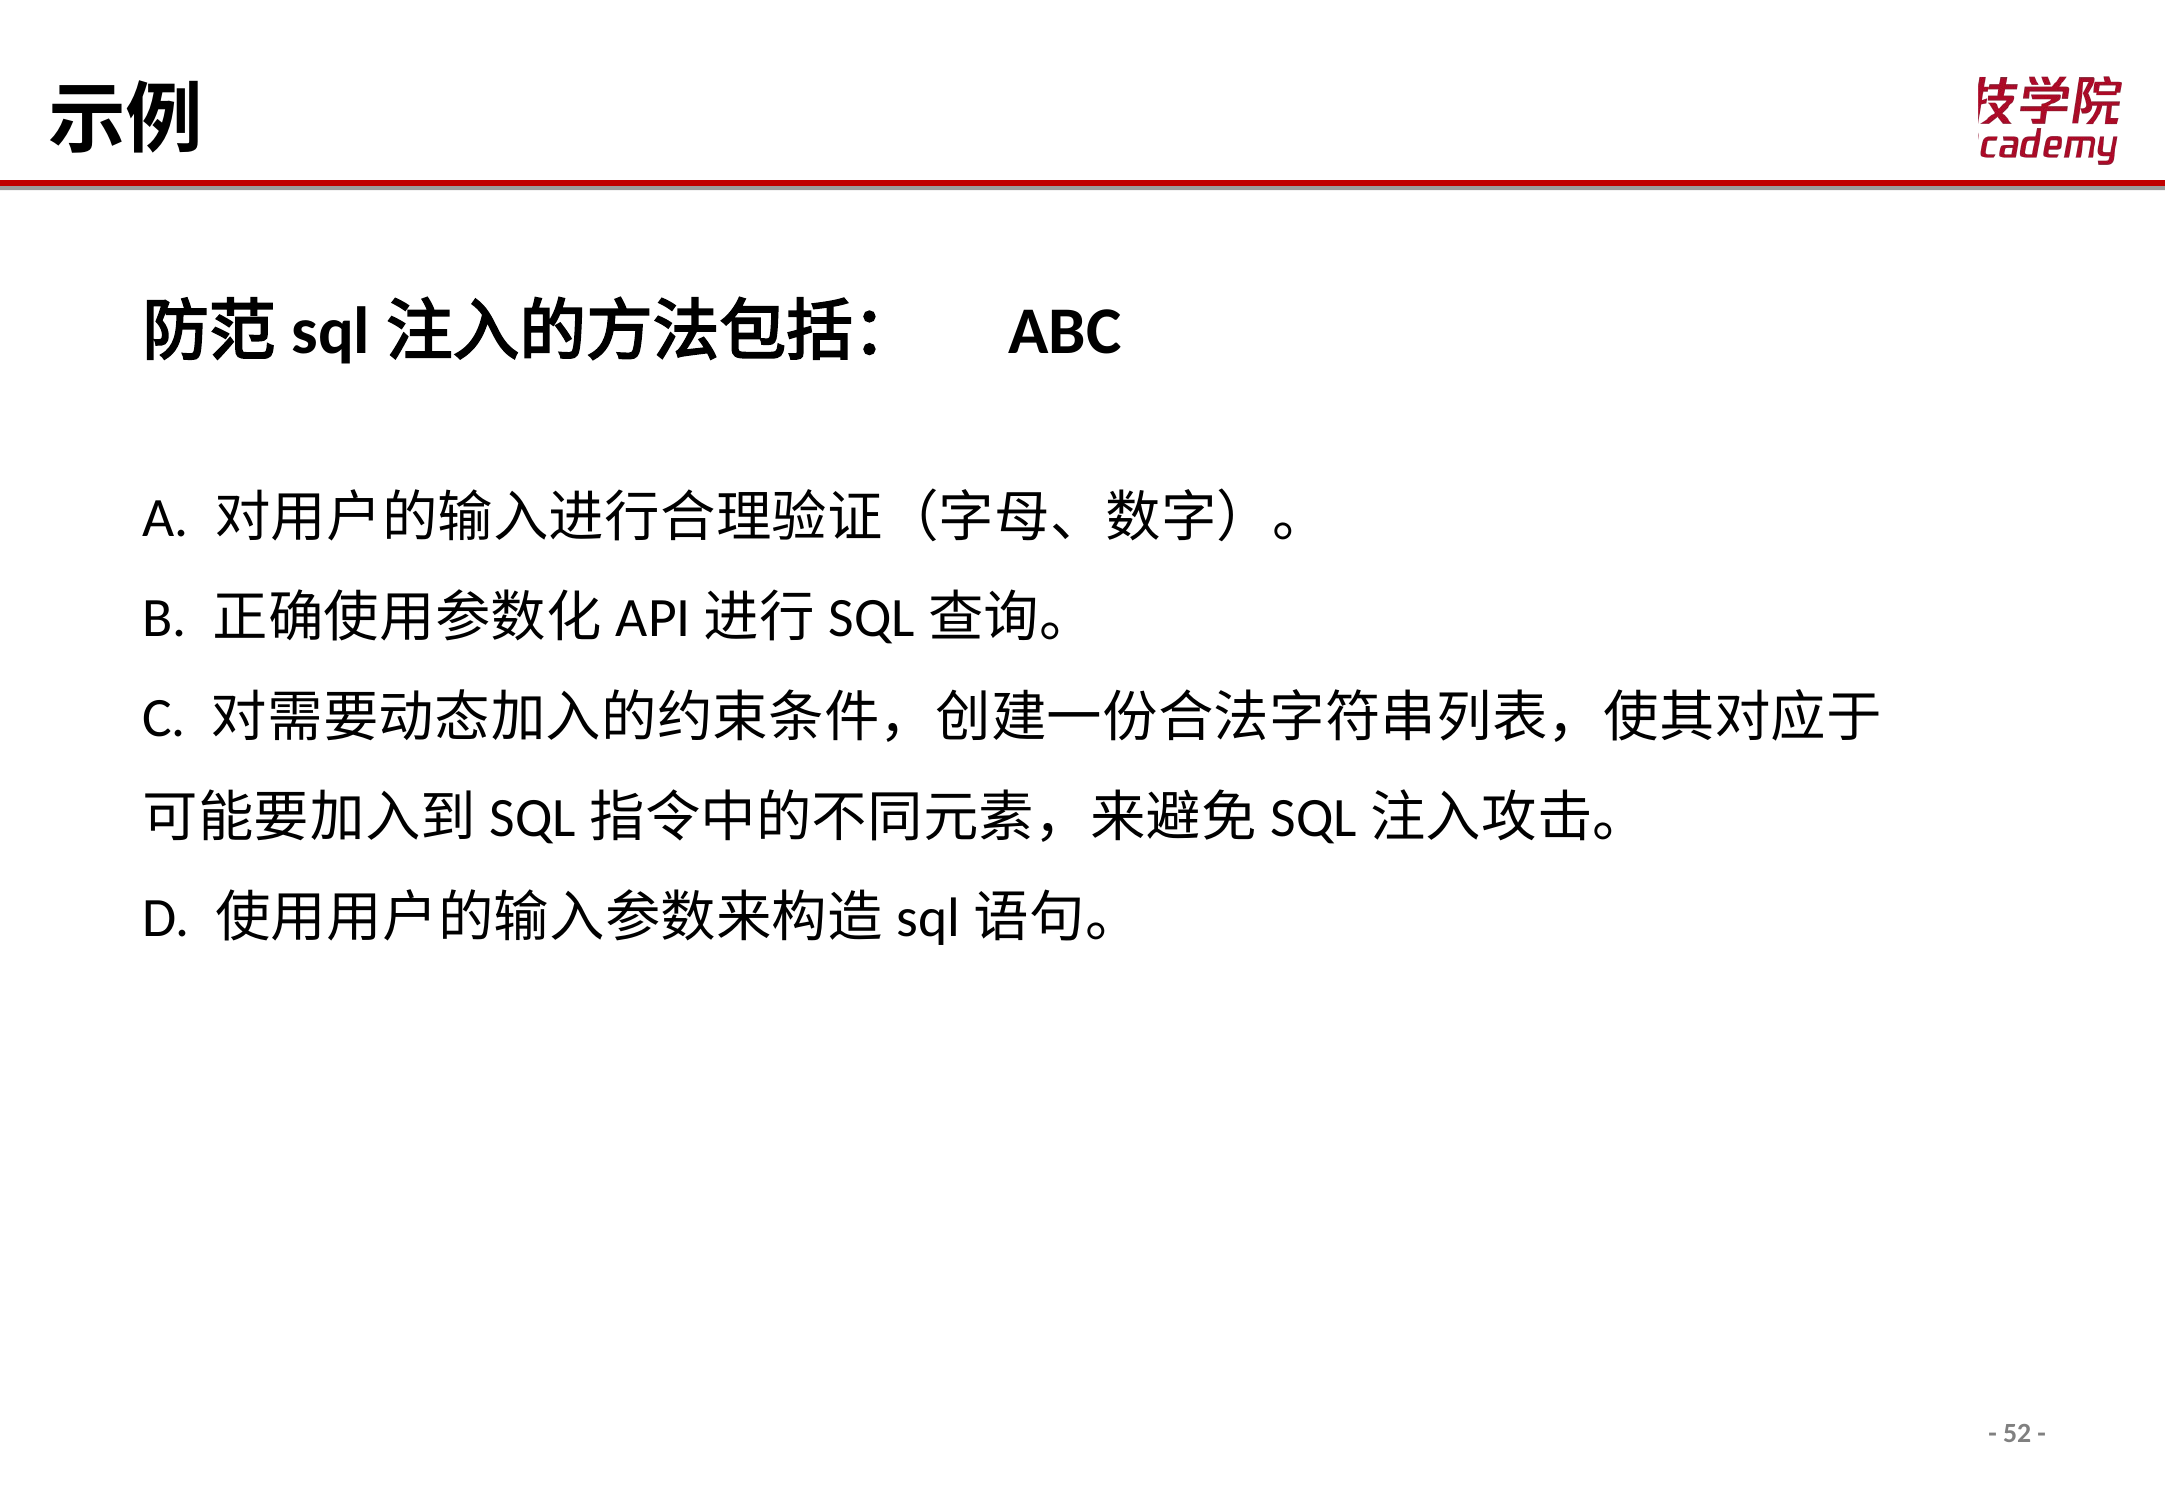 示例
技学院
cademy
防范 sql 注入的方法包括： ABC
A. 对用户的输入进行合理验证（字母、数字）。
B. 正确使用参数化 API 进行 SQL 查询。
C. 对需要动态加入的约束条件，创建一份合法字符串列表，使其对应于
可能要加入到 SQL 指令中的不同元素，来避免 SQL 注入攻击。
D. 使用用户的输入参数来构造 sql 语句。
- 52 -